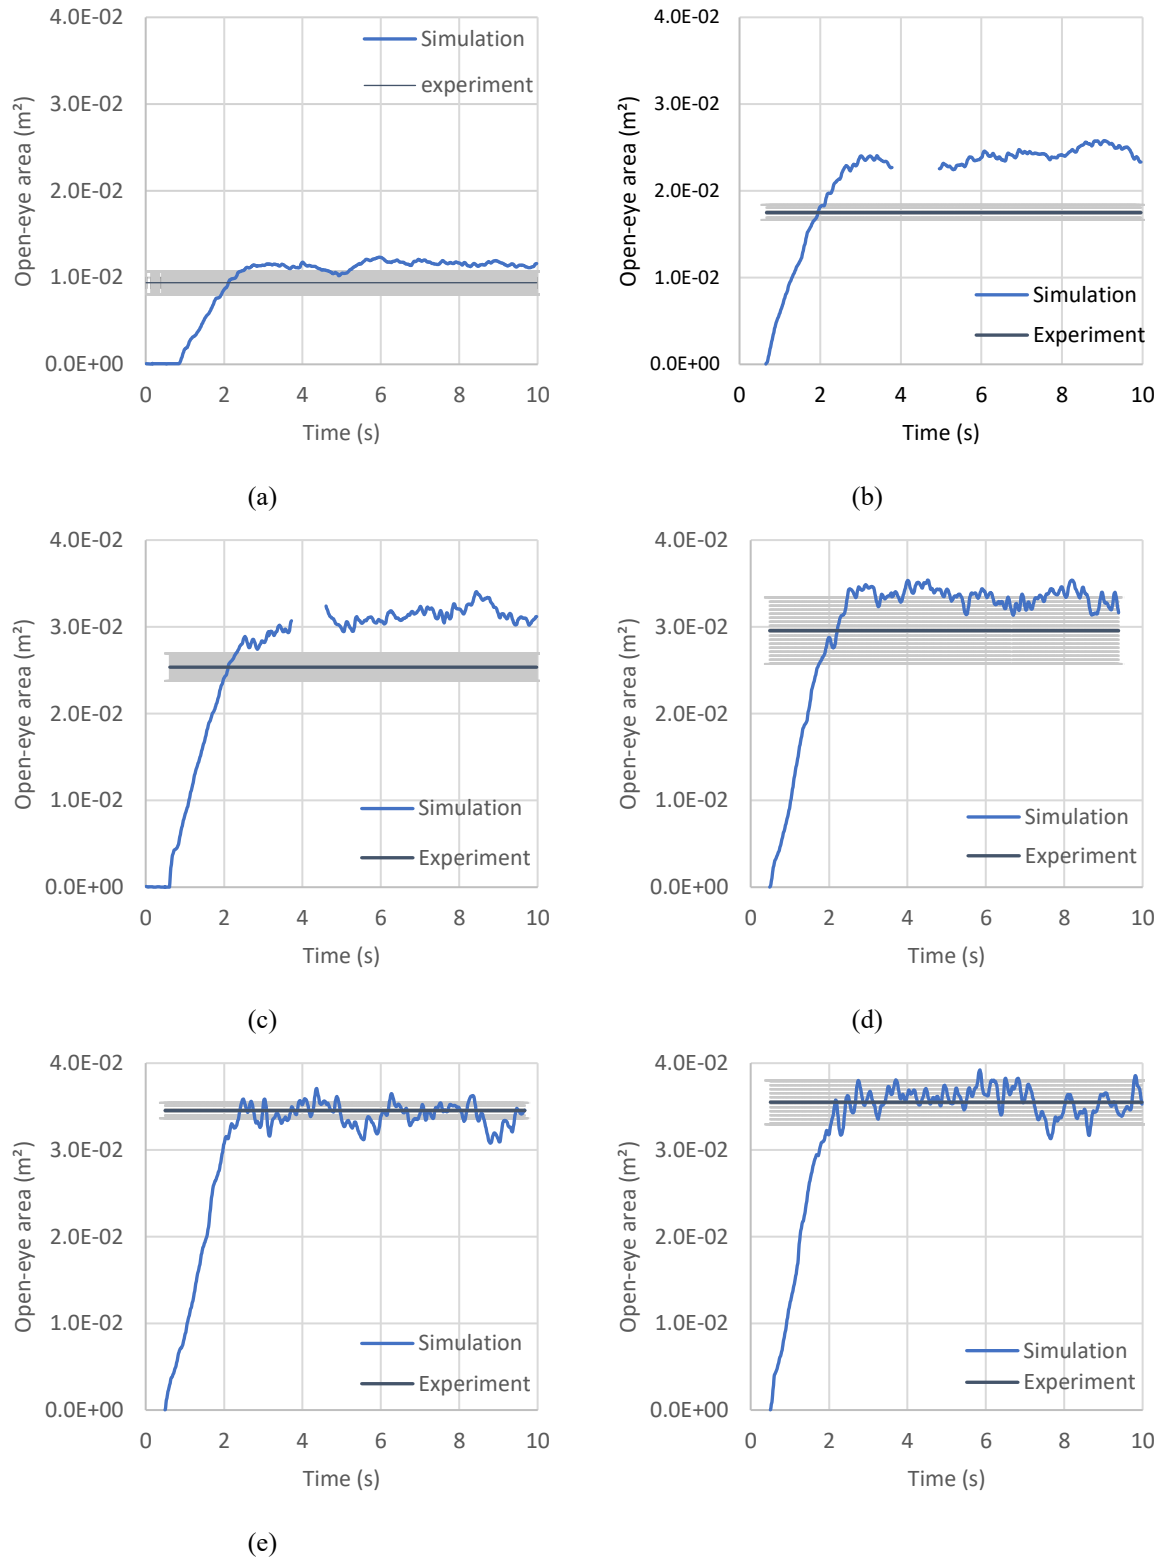 4.0E-02
3.0E-02
2.0E-02
1.0E-02
0.0E+00
Open-eye area (m²)
Simulation
experiment
0 2 4 6 8 10
Time (s)
(a)
4.0E-02
3.0E-02
2.0E-02
1.0E-02
0.0E+00
Open-eye area (m²)
Simulation
Experiment
0 2 4 6 8 10
Time (s)
(b)
4.0E-02
3.0E-02
2.0E-02
1.0E-02
0.0E+00
Open-eye area (m²)
Simulation
Experiment
0 2 4 6 8 10
Time (s)
(c)
4.0E-02
3.0E-02
2.0E-02
1.0E-02
0.0E+00
Open-eye area (m²)
Simulation
Experiment
0 2 4 6 8 10
Time (s)
(d)
4.0E-02
3.0E-02
2.0E-02
1.0E-02
0.0E+00
Open-eye area (m²)
Simulation
Experiment
0 2 4 6 8 10
Time (s)
(e)
4.0E-02
3.0E-02
2.0E-02
1.0E-02
0.0E+00
Open-eye area (m²)
Simulation
Experiment
0 2 4 6 8 10
Time (s)